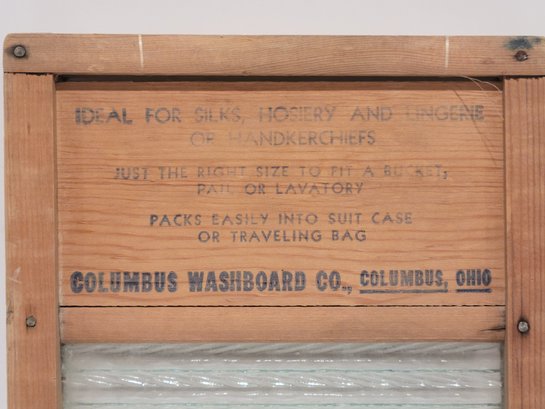 IDEAL FOR SILKS, HOSIERY AND LINGERIE
OR HANDKERCHIEFS
JUST THE RIGHT SIZE TO FIT A BUCKET,
PAIL OR LAVATORY
PACKS EASILY INTO SUIT CASE
OR TRAVELING BAG
COLUMBUS WASHBOARD CO., COLUMBUS, OHIO